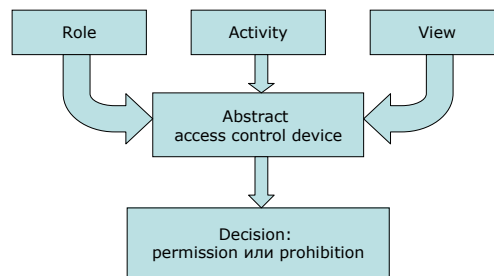 Role
Activity
View
Abstract
access control device
Decision:
permission или prohibition